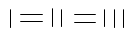 | = | | = | | |